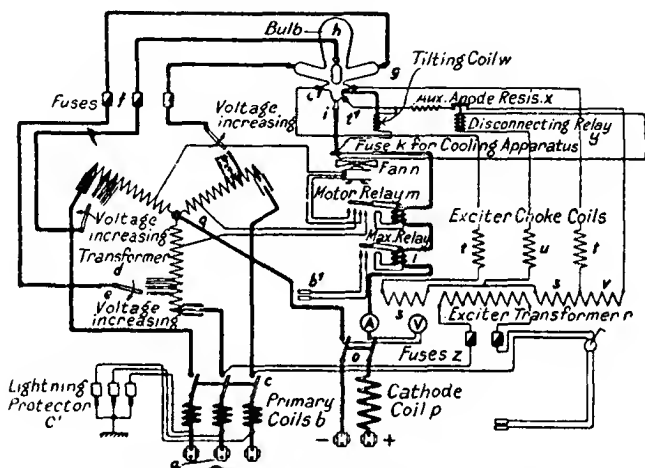 Bulb
h
g
Tilting Coil w
Aux. Anode Resis. x
Disconnecting Relay
y
Fuses
f
Voltage
increasing
i
Fuse k for Cooling Apparatus
Fan n
Motor Relay m
Exciter Choke Coils
Voltage
increasing
q
Transformer
d
Max. Relay
l
t
u
t
e
Voltage
increasing
s
s
v
A
V
Exciter Transformer r
o
Fuses z
Lightning
Protector
C'
c
Primary
Coils b
Cathode
Coil p
- +
a